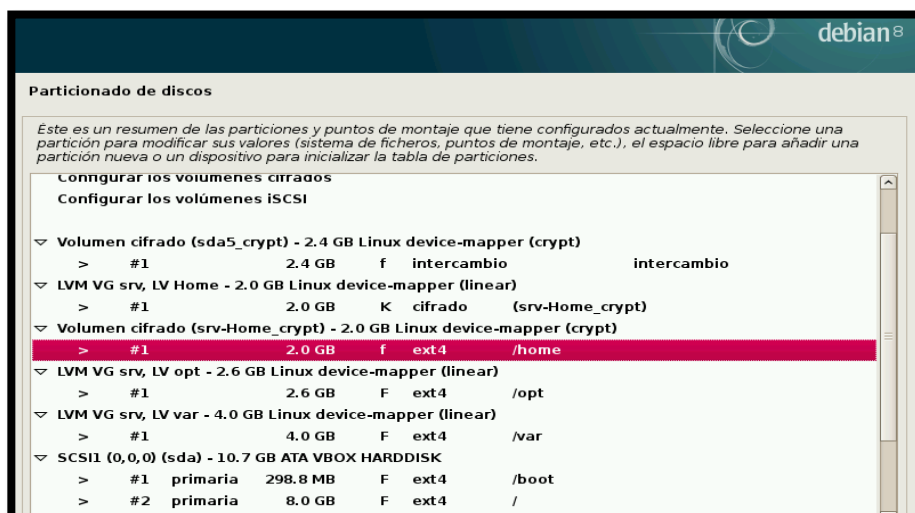 debian 8
Particionado de discos
Éste es un resumen de las particiones y puntos de montaje que tiene configurados actualmente. Seleccione una
partición para modificar sus valores (sistema de ficheros, puntos de montaje, etc.), el espacio libre para añadir una
partición nueva o un dispositivo para inicializar la tabla de particiones.
Configurar los volúmenes cifrados
Configurar los volúmenes iSCSI
Volumen cifrado (sda5_crypt) - 2.4 GB Linux device-mapper (crypt)
> #1 2.4 GB f intercambio intercambio
LVM VG srv, LV Home - 2.0 GB Linux device-mapper (linear)
> #1 2.0 GB K cifrado (srv-Home_crypt)
Volumen cifrado (srv-Home_crypt) - 2.0 GB Linux device-mapper (crypt)
> #1 2.0 GB f ext4 /home
LVM VG srv, LV opt - 2.6 GB Linux device-mapper (linear)
> #1 2.6 GB F ext4 /opt
LVM VG srv, LV var - 4.0 GB Linux device-mapper (linear)
> #1 4.0 GB F ext4 /var
SCSI1 (0,0,0) (sda) - 10.7 GB ATA VBOX HARDDISK
> #1 primaria 298.8 MB F ext4 /boot
> #2 primaria 8.0 GB F ext4 /